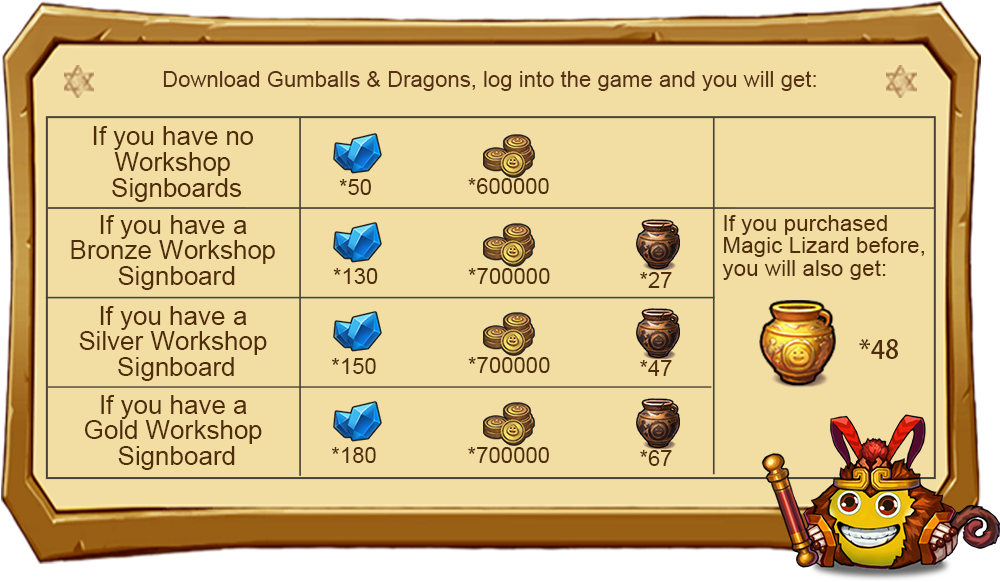 Download Gumballs & Dragons, log into the game and you will get:
If you have no
Workshop
Signboards
*50
*600000
If you have a
Bronze Workshop
Signboard
*130
*700000
*27
If you purchased
Magic Lizard before,
you will also get:
*48
If you have a
Silver Workshop
Signboard
*150
*700000
*47
If you have a
Gold Workshop
Signboard
*180
*700000
*67